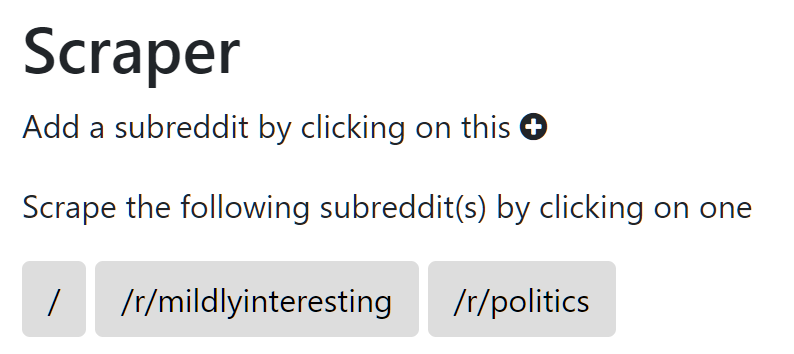 Scraper
Add a subreddit by clicking on this
Scrape the following subreddit(s) by clicking on one
/ /r/mildlyinteresting /r/politics